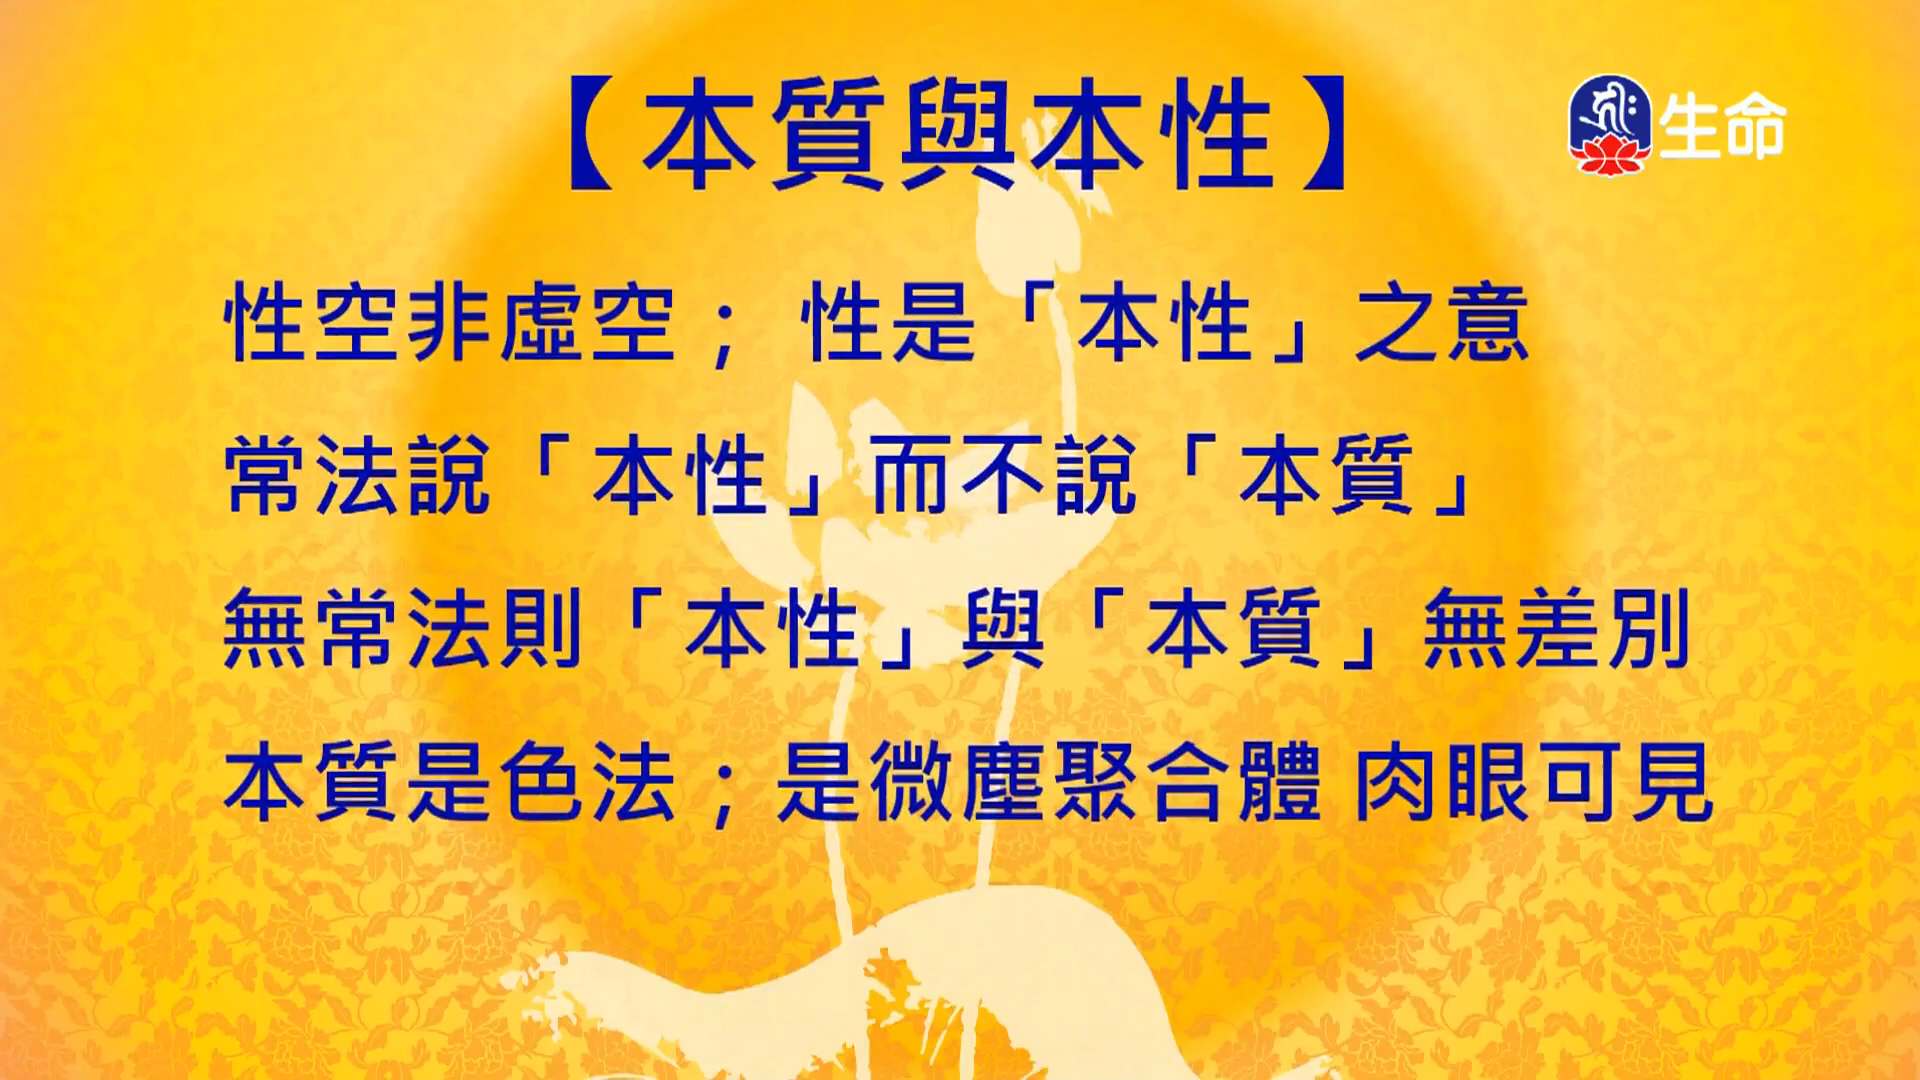 【本質與本性】
生命
性空非虛空；性是「本性」之意
常法說「本性」而不說「本質」
無常法則「本性」與「本質」無差別
本質是色法；是微塵聚合體 肉眼可見